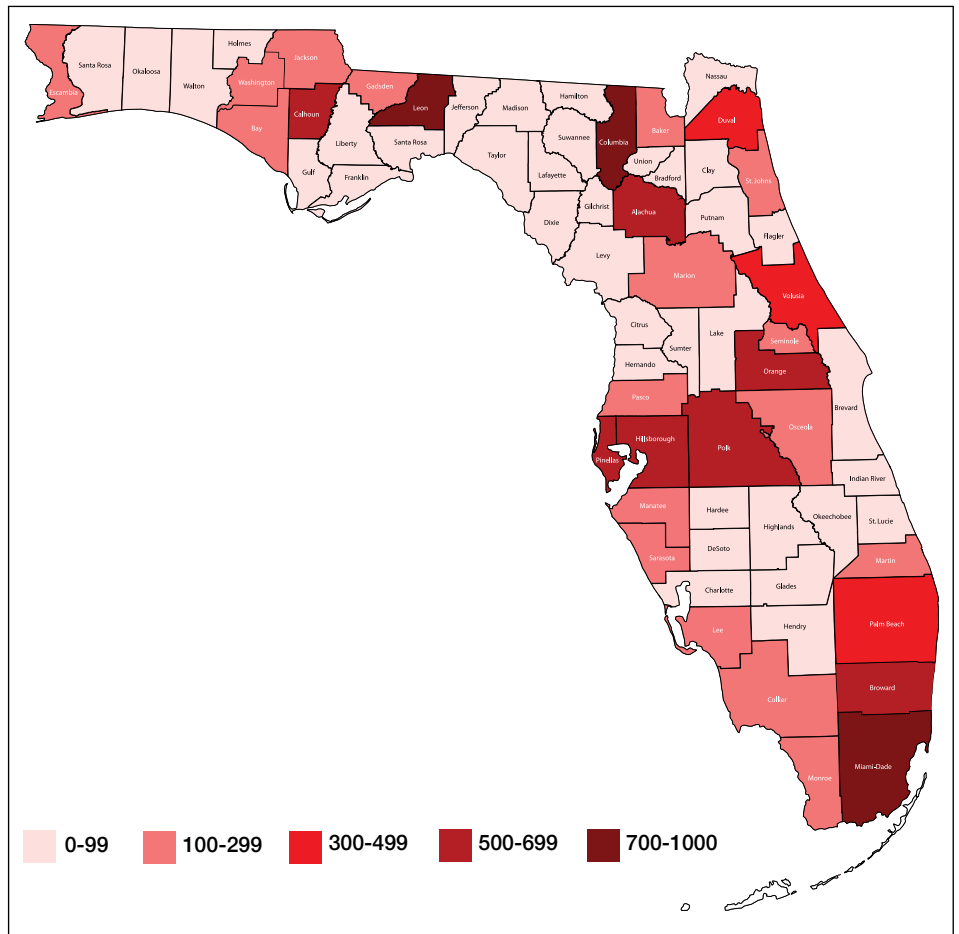 Holmes
Jackson
Santa Rosa
Okaloosa
Walton
Washington
Escambia
Gadsden
Calhoun
Bay
Leon
Jefferson
Madison
Hamilton
Liberty
Santa Rosa
Gulf
Franklin
Taylor
Suwannee
Lafayette
Columbia
Baker
Nassau
Duval
Union
Bradford
Clay
St. Johns
Gilchrist
Alachua
Putnam
Dixie
Flagler
Levy
Marion
Volusia
Citrus
Sumter
Lake
Seminole
Hernando
Orange
Pasco
Brevard
Osceola
Hillsborough
Polk
Pinellas
Indian River
Manatee
Hardee
Highlands
Okeechobee
St. Lucie
DeSoto
Sarasota
Martin
Charlotte
Glades
Lee
Hendry
Palm Beach
Collier
Broward
Monroe
Miami-Dade
0-99
100-299
300-499
500-699
700-1000